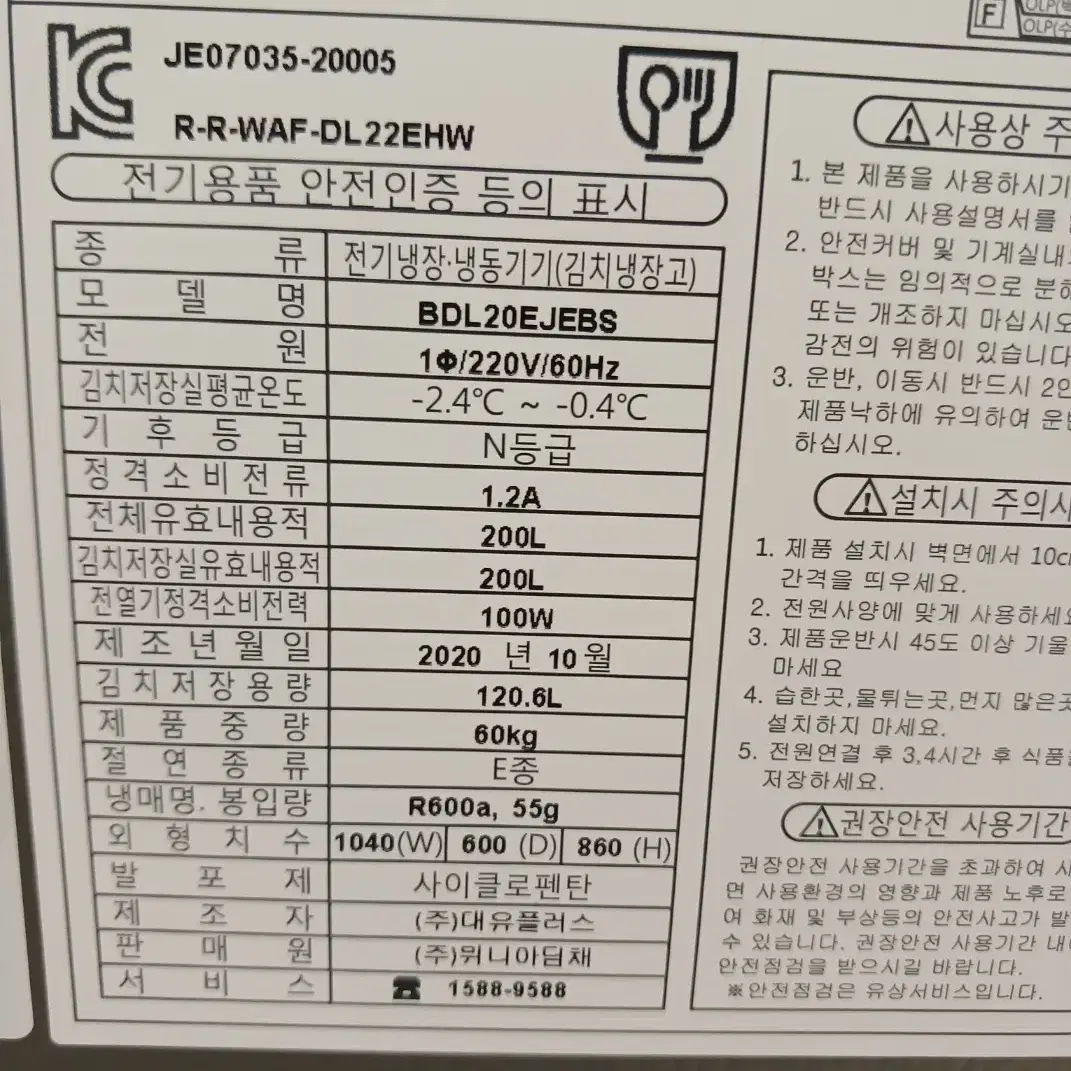 JE07035-20005
R-R-WAF-DL22EHW
전기용품 안전인증 등의 표시
종 류 전기냉장·냉동기기(김치냉장고)
모 델 명 BDL20EJEBS
전 원 1Φ/220V/60Hz
김치저장실평균온도 -2.4℃ ~ -0.4℃
기 후 등 급 N등급
정 격 소 비 전 류 1.2A
전체유효내용적 200L
김치저장실유효내용적 200L
전열기정격소비전력 100W
제 조 년 월 일 2020 년 10 월
김 치 저 장 용 량 120.6L
제 품 중 량 60kg
절 연 종 류 E종
냉매명. 봉입량 R600a, 55g
외 형 치 수 1040(W) 600 (D) 860 (H)
발 포 제 사이클로펜탄
제 조 자 (주)대유플러스
판 매 원 (주)위니아딤채
서 비 스 ☎ 1588-9588
F
OLP(
OLP(수
⚠사용상 주
1. 본 제품을 사용하시기
반드시 사용설명서를
2. 안전커버 및 기계실내
박스는 임의적으로 분해
또는 개조하지 마십시오
감전의 위험이 있습니다
3. 운반, 이동시 반드시 2인
제품낙하에 유의하여 운반
하십시오.
⚠설치시 주의사
1. 제품 설치시 벽면에서 10cm
간격을 띄우세요.
2. 전원사양에 맞게 사용하세요
3. 제품운반시 45도 이상 기울
마세요
4. 습한곳,물튀는곳,먼지 많은곳
설치하지 마세요.
5. 전원연결 후 3,4시간 후 식품
저장하세요.
⚠권장안전 사용기간
권장안전 사용기간을 초과하여 사
면 사용환경의 영향과 제품 노후로
여 화재 및 부상등의 안전사고가 발
수 있습니다. 권장안전 사용기간 내
안전점검을 받으시길 바랍니다.
※안전점검은 유상서비스입니다.